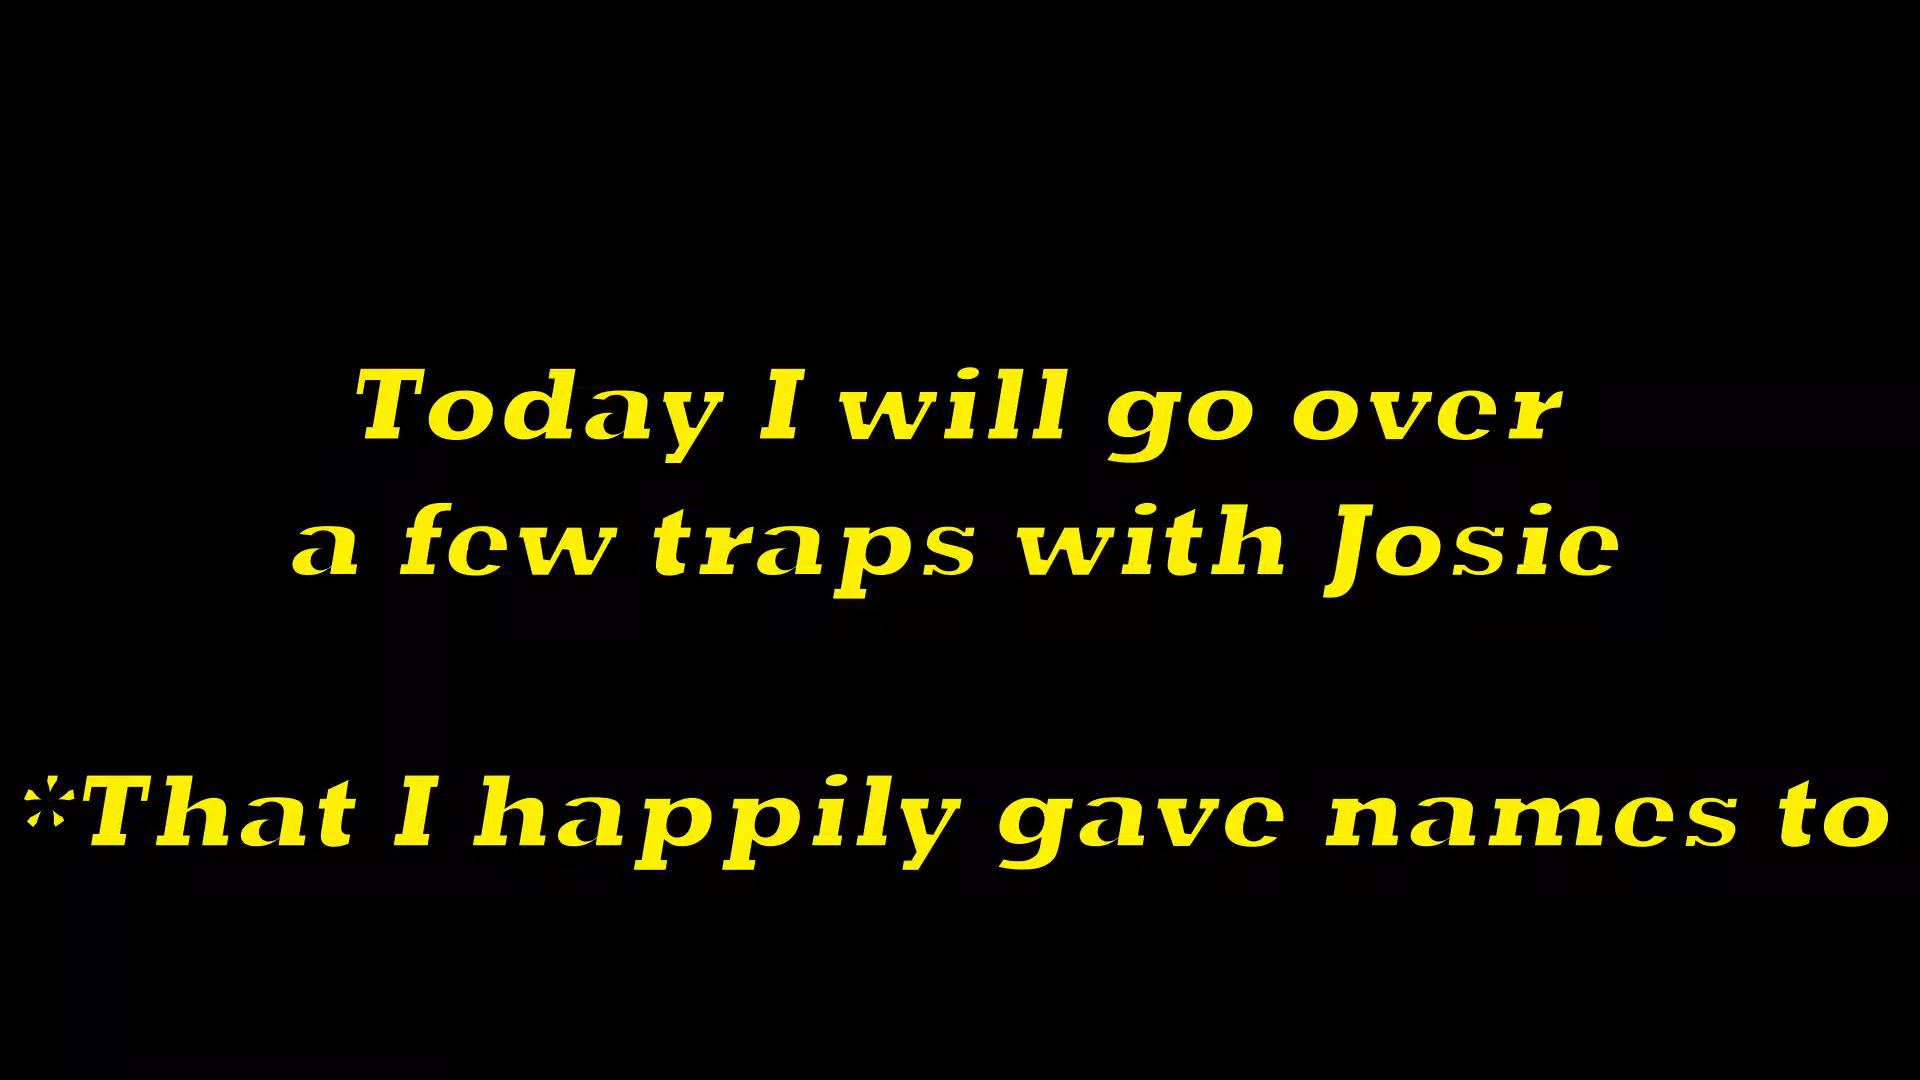 Today I will go over
a few traps with Josie
*That I happily gave names to